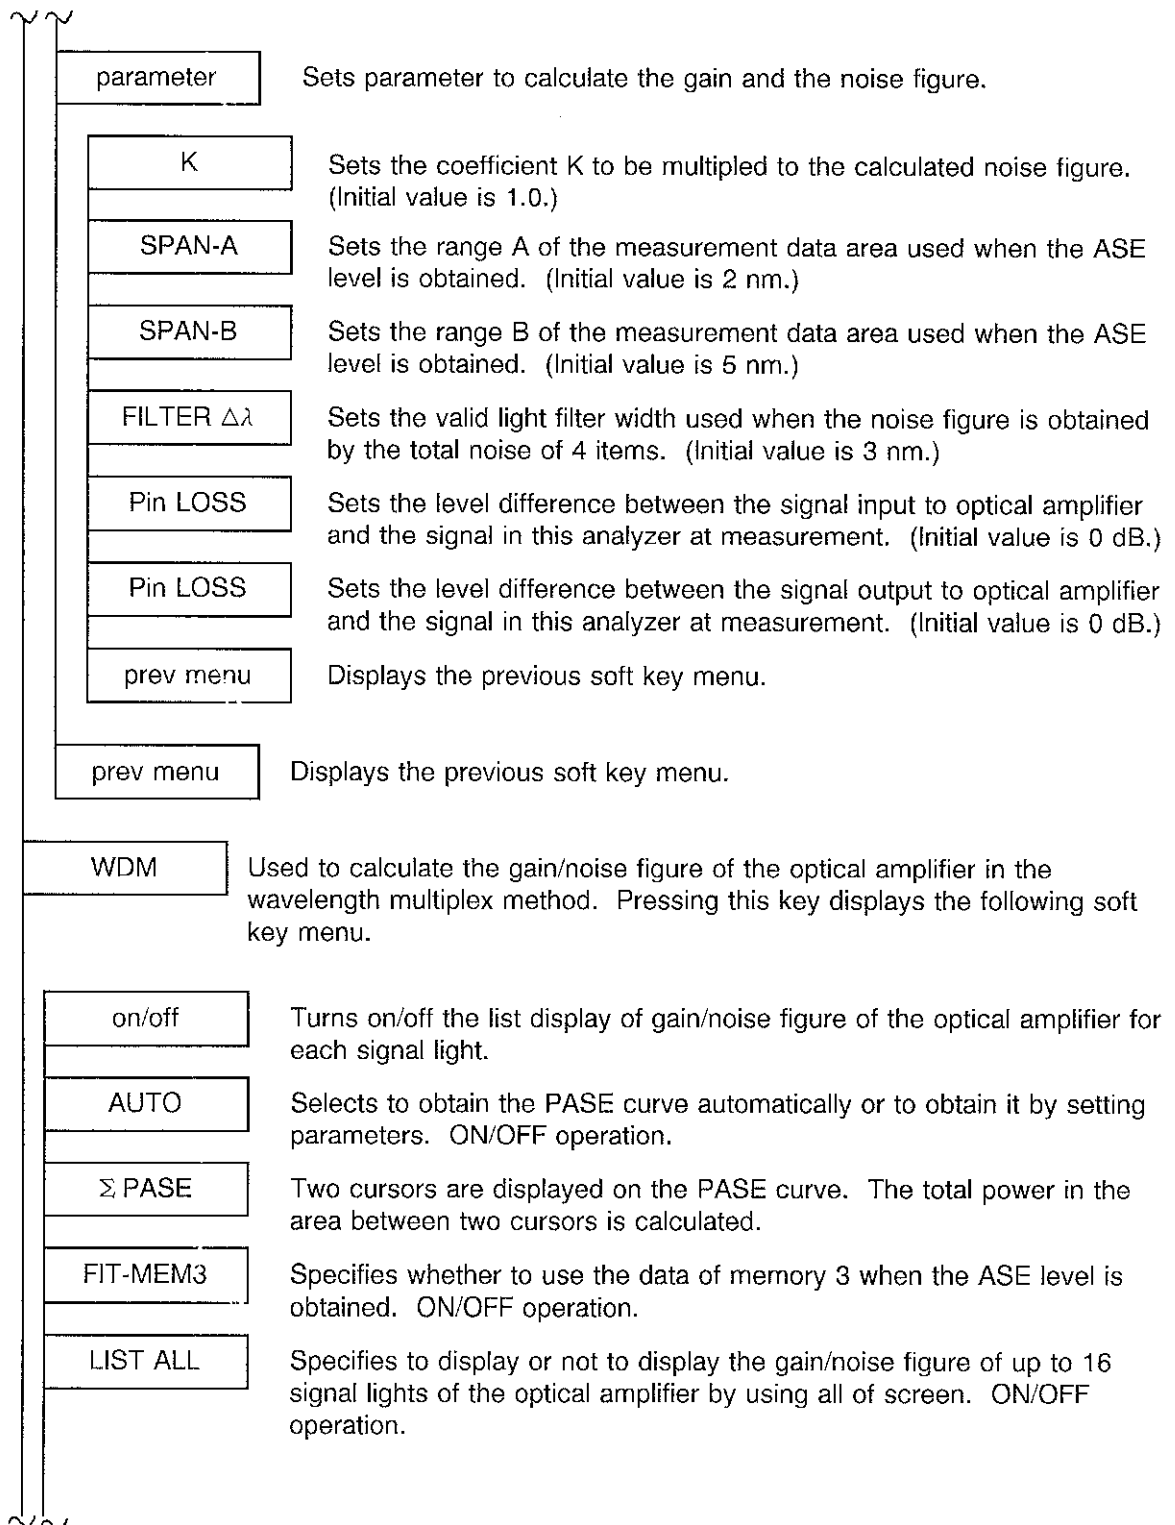 parameter Sets parameter to calculate the gain and the noise figure.
K Sets the coefficient K to be multipled to the calculated noise figure.
(Initial value is 1.0.)
SPAN-A Sets the range A of the measurement data area used when the ASE
level is obtained. (Initial value is 2 nm.)
SPAN-B Sets the range B of the measurement data area used when the ASE
level is obtained. (Initial value is 5 nm.)
FILTER △λ Sets the valid light filter width used when the noise figure is obtained
by the total noise of 4 items. (Initial value is 3 nm.)
Pin LOSS Sets the level difference between the signal input to optical amplifier
and the signal in this analyzer at measurement. (Initial value is 0 dB.)
Pin LOSS Sets the level difference between the signal output to optical amplifier
and the signal in this analyzer at measurement. (Initial value is 0 dB.)
prev menu Displays the previous soft key menu.
prev menu Displays the previous soft key menu.
WDM Used to calculate the gain/noise figure of the optical amplifier in the
wavelength multiplex method. Pressing this key displays the following soft
key menu.
on/off Turns on/off the list display of gain/noise figure of the optical amplifier for
each signal light.
AUTO Selects to obtain the PASE curve automatically or to obtain it by setting
parameters. ON/OFF operation.
Σ PASE Two cursors are displayed on the PASE curve. The total power in the
area between two cursors is calculated.
FIT-MEM3 Specifies whether to use the data of memory 3 when the ASE level is
obtained. ON/OFF operation.
LIST ALL Specifies to display or not to display the gain/noise figure of up to 16
signal lights of the optical amplifier by using all of screen. ON/OFF
operation.